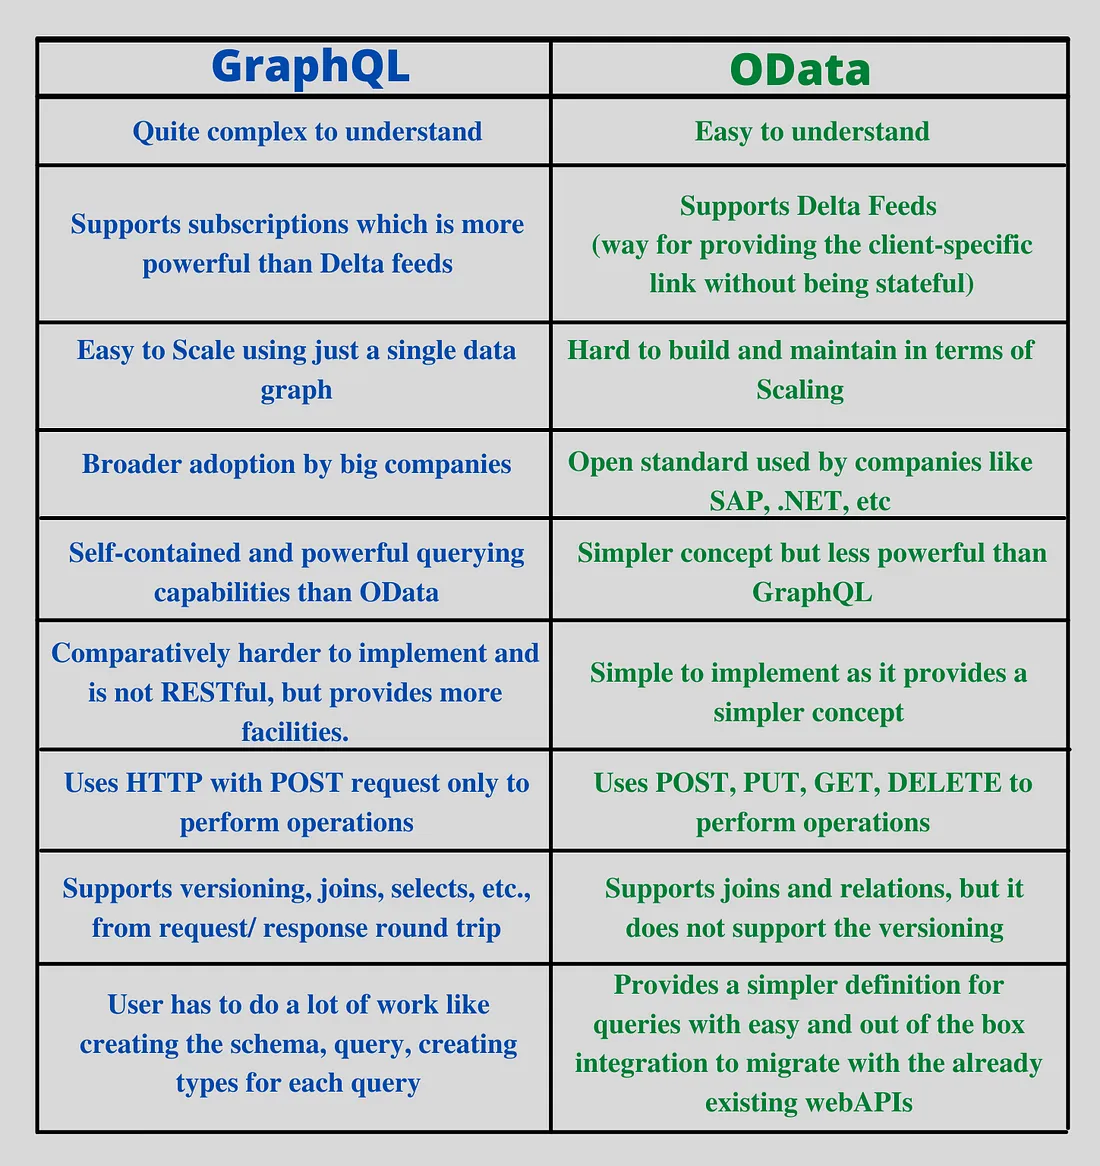 GraphQL
OData
Quite complex to understand
Easy to understand
Supports subscriptions which is more
powerful than Delta feeds
Supports Delta Feeds
(way for providing the client-specific
link without being stateful)
Easy to Scale using just a single data
graph
Hard to build and maintain in terms of
Scaling
Broader adoption by big companies
Open standard used by companies like
SAP, .NET, etc
Self-contained and powerful querying
capabilities than OData
Simpler concept but less powerful than
GraphQL
Comparatively harder to implement and
is not RESTful, but provides more
facilities.
Simple to implement as it provides a
simpler concept
Uses HTTP with POST request only to
perform operations
Uses POST, PUT, GET, DELETE to
perform operations
Supports versioning, joins, selects, etc.,
from request/ response round trip
Supports joins and relations, but it
does not support the versioning
User has to do a lot of work like
creating the schema, query, creating
types for each query
Provides a simpler definition for
queries with easy and out of the box
integration to migrate with the already
existing webAPIs